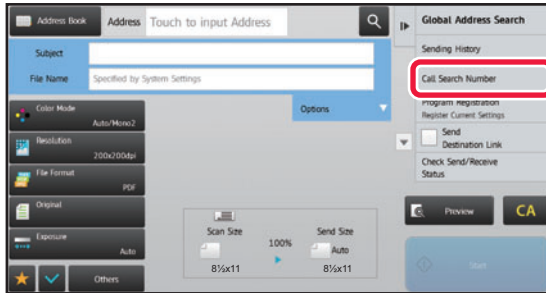 Address Book
Address
Touch to input Address
Subject
File Name
Specified by System Settings
Options
Color Mode
Auto/Mono2
Resolution
200x200dpi
File Format
PDF
Original
Exposure
Auto
Others
Scan Size
8½x11
100%
Send Size
Auto
8½x11
Global Address Search
Sending History
Call Search Number
Program Registration
Register Current Settings
Send
Destination Link
Check Send/Receive
Status
Preview
CA
Start